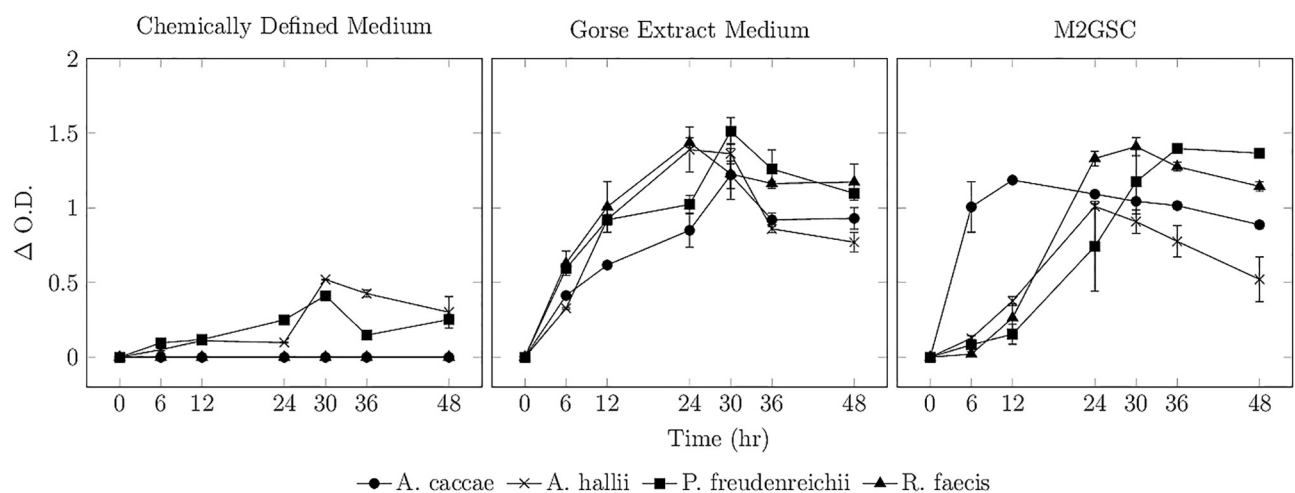 Chemically Defined Medium
Gorse Extract Medium
M2GSC
Δ O.D.
2
1.5
1
0.5
0
0 6 12 24 30 36 48
0 6 12 24 30 36 48
0 6 12 24 30 36 48
Time (hr)
A. caccae A. hallii P. freudenreichii R. faecis